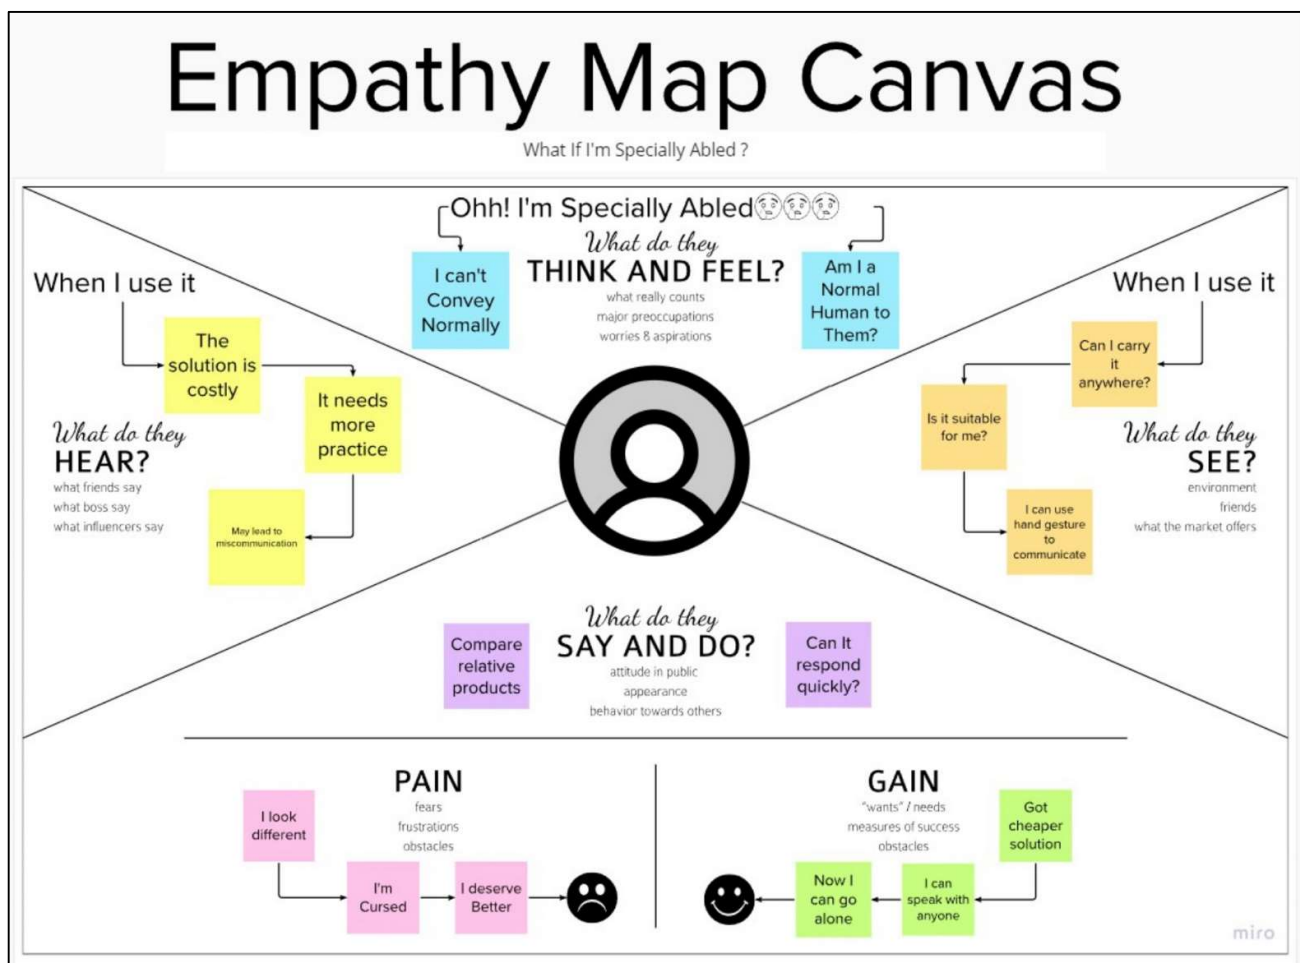 Empathy Map Canvas
What If I'm Specially Abled ?
Ohh! I'm Specially Abled
What do they
THINK AND FEEL?
what really counts
major preoccupations
worries & aspirations
I can't
Convey
Normally
Am I a
Normal
Human to
Them?
When I use it
The
solution is
costly
It needs
more
practice
May lead to
miscommunication
What do they
HEAR?
what friends say
what boss say
what influencers say
When I use it
Can I carry
it
anywhere?
Is it suitable
for me?
I can use
hand gesture
to
communicate
What do they
SEE?
environment
friends
what the market offers
What do they
SAY AND DO?
attitude in public
appearance
behavior towards others
Compare
relative
products
Can It
respond
quickly?
PAIN
fears
frustrations
obstacles
I look
different
I'm
Cursed
I deserve
Better
GAIN
"wants" / needs
measures of success
obstacles
Got
cheaper
solution
I can
speak with
anyone
Now I
can go
alone
miro